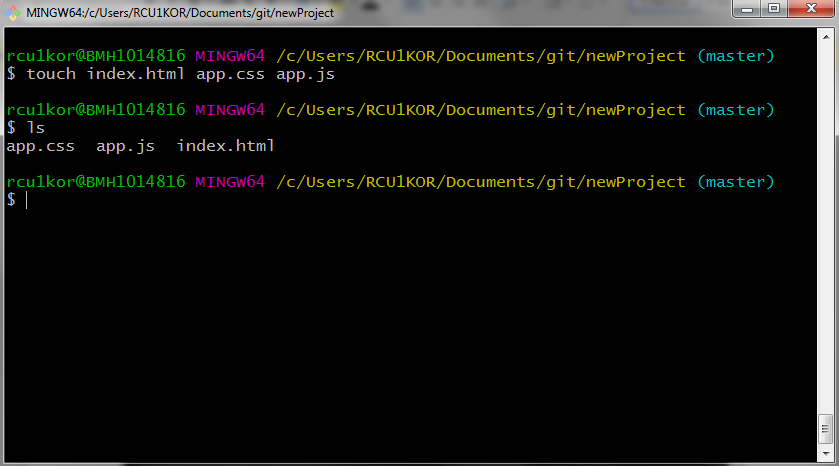 MINGW64:/c/Users/RCU1KOR/Documents/git/newProject
rcu1kor@BMH1014816 MINGW64 /c/Users/RCU1KOR/Documents/git/newProject (master)
$ touch index.html app.css app.js
rcu1kor@BMH1014816 MINGW64 /c/Users/RCU1KOR/Documents/git/newProject (master)
$ ls
app.css  app.js  index.html
rcu1kor@BMH1014816 MINGW64 /c/Users/RCU1KOR/Documents/git/newProject (master)
$